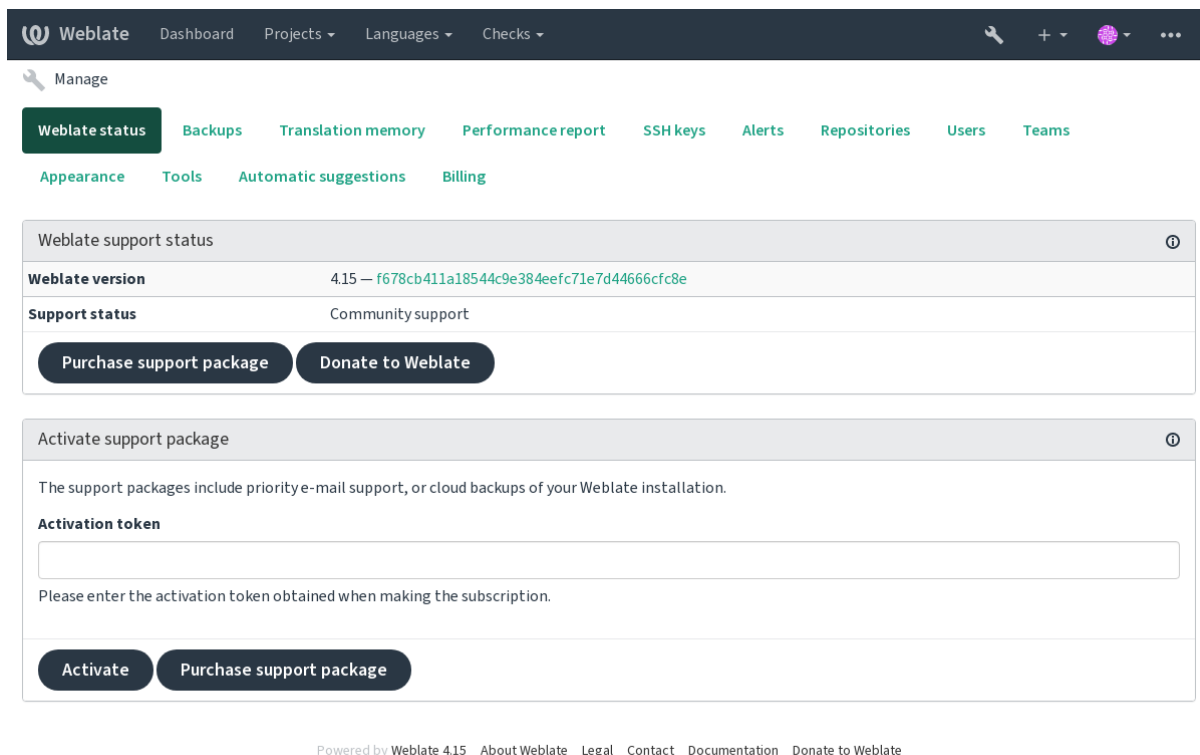 Weblate Dashboard Projects Languages Checks
Manage
Weblate status Backups Translation memory Performance report SSH keys Alerts Repositories Users Teams
Appearance Tools Automatic suggestions Billing
Weblate support status
Weblate version 4.15 — f678cb411a18544c9e384eefc71e7d44666cfc8e
Support status Community support
Purchase support package Donate to Weblate
Activate support package
The support packages include priority e-mail support, or cloud backups of your Weblate installation.
Activation token
Please enter the activation token obtained when making the subscription.
Activate Purchase support package
Powered by Weblate 4.15 About Weblate Legal Contact Documentation Donate to Weblate